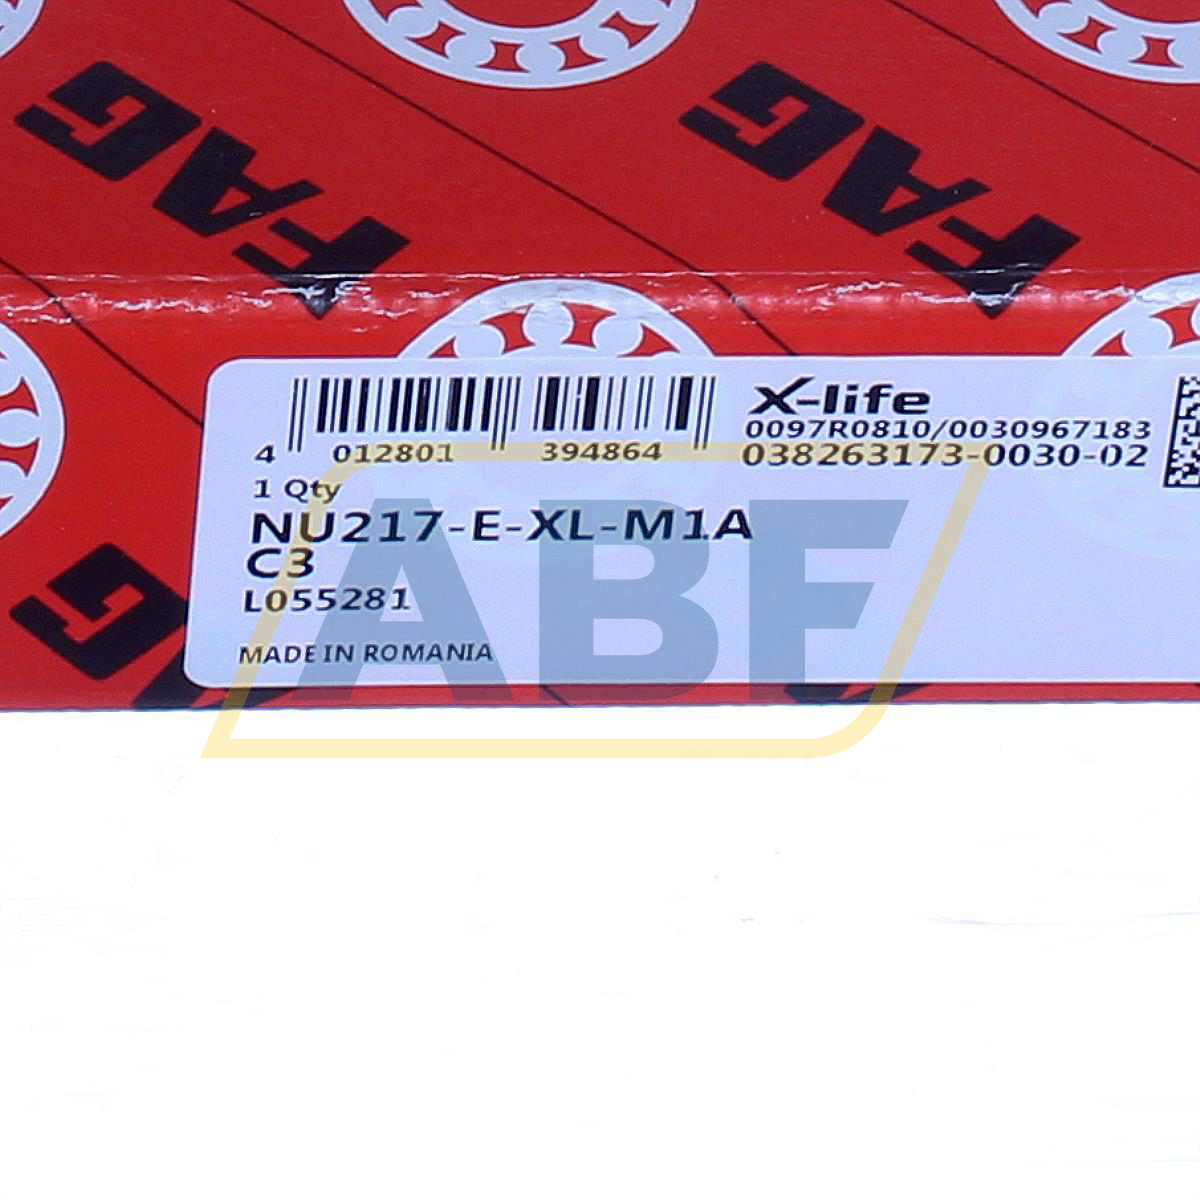 FAG FAG
X-life
0097R0810/0030967183
038263173-0030-02
4 012801 394864
1 Qty
NU217-E-XL-M1A
C3
L055281
MADE IN ROMANIA
ABF